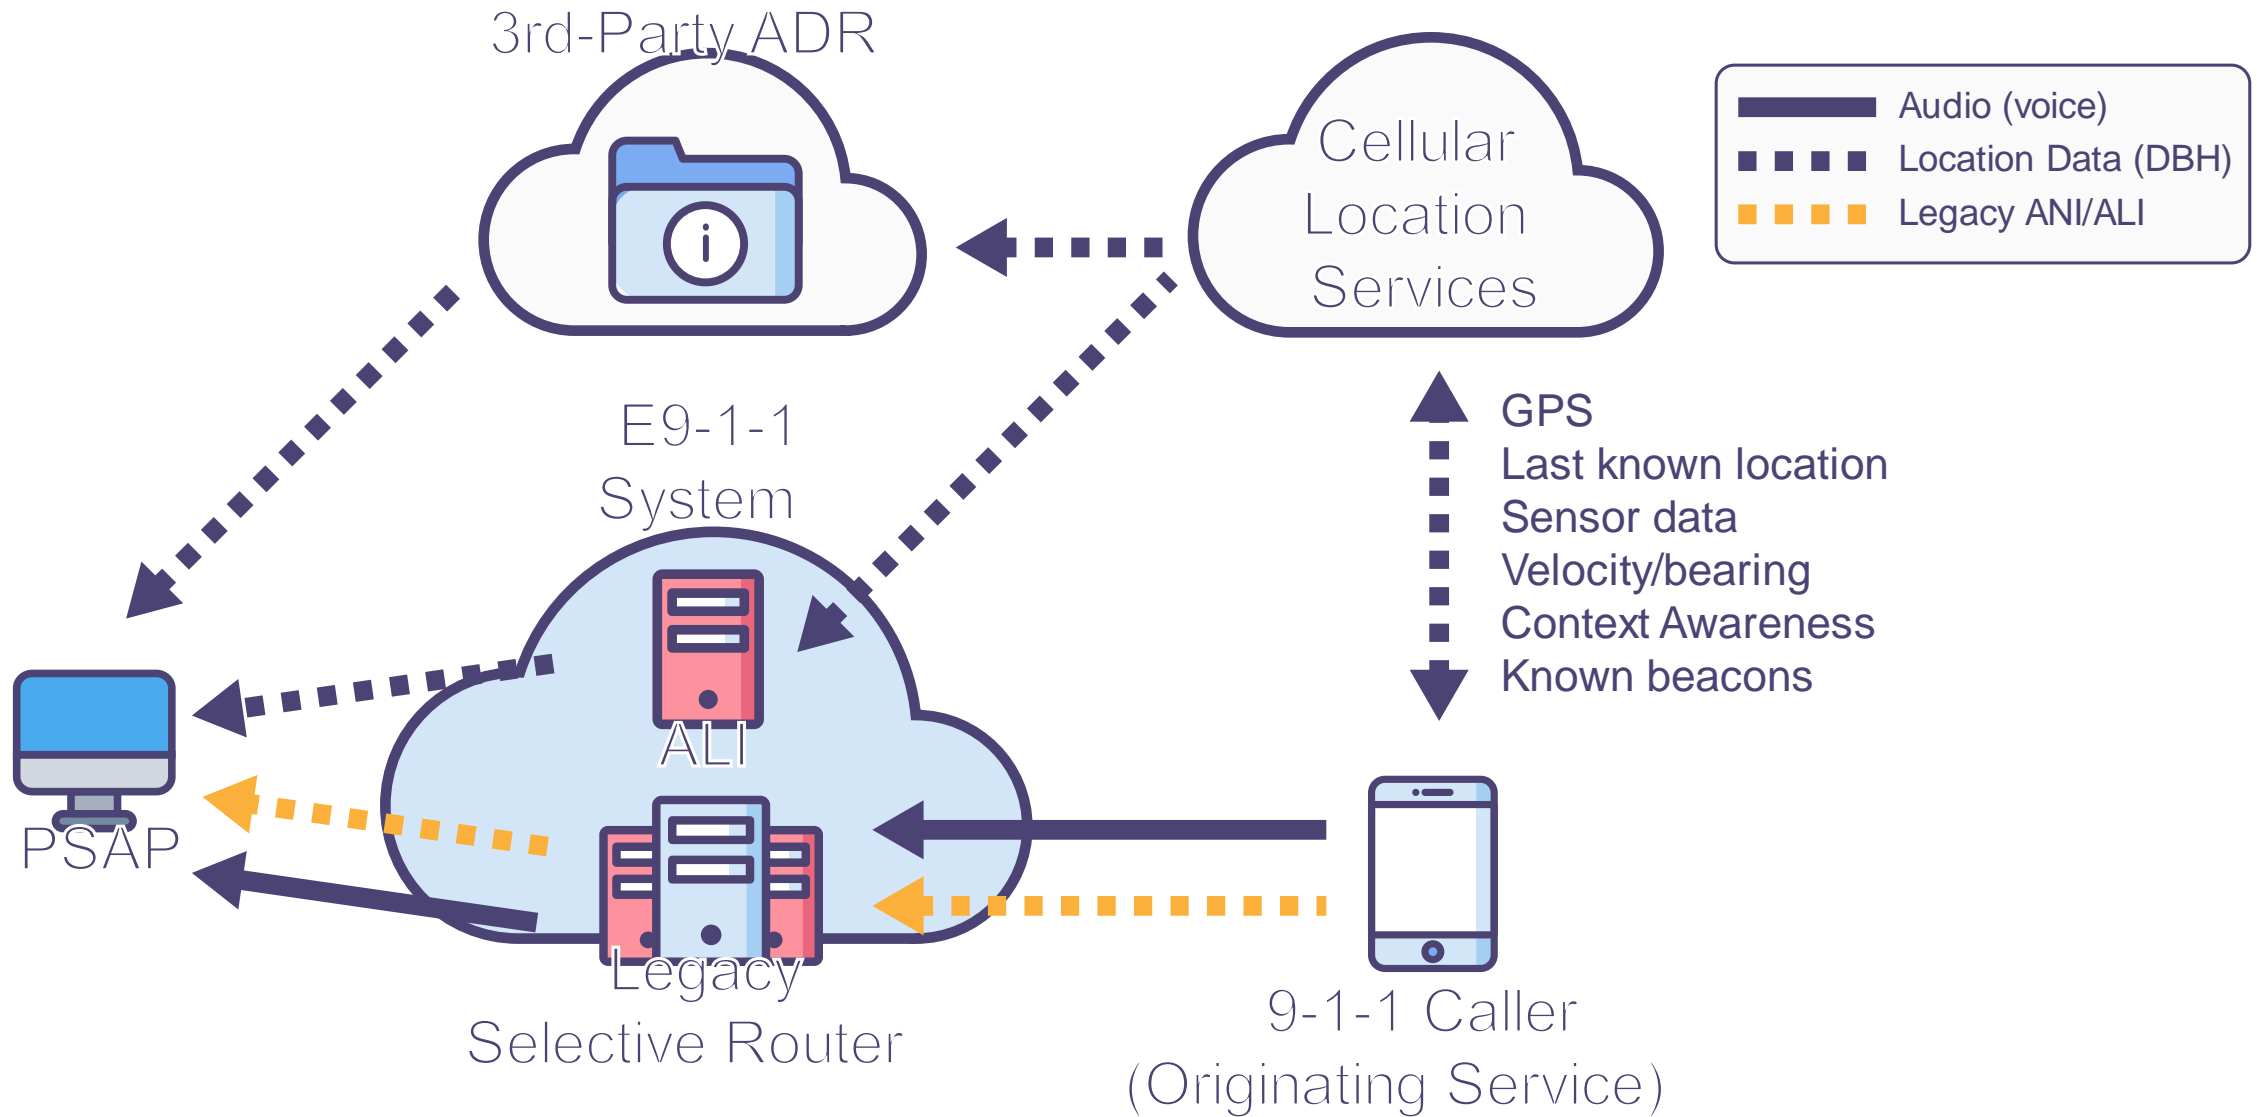 3rd-Party ADR
Cellular
Location
Services
Audio (voice)
Location Data (DBH)
Legacy ANI/ALI
GPS
Last known location
Sensor data
Velocity/bearing
Context Awareness
Known beacons
E9-1-1
System
ALI
PSAP
Legacy
Selective Router
9-1-1 Caller
(Originating Service)